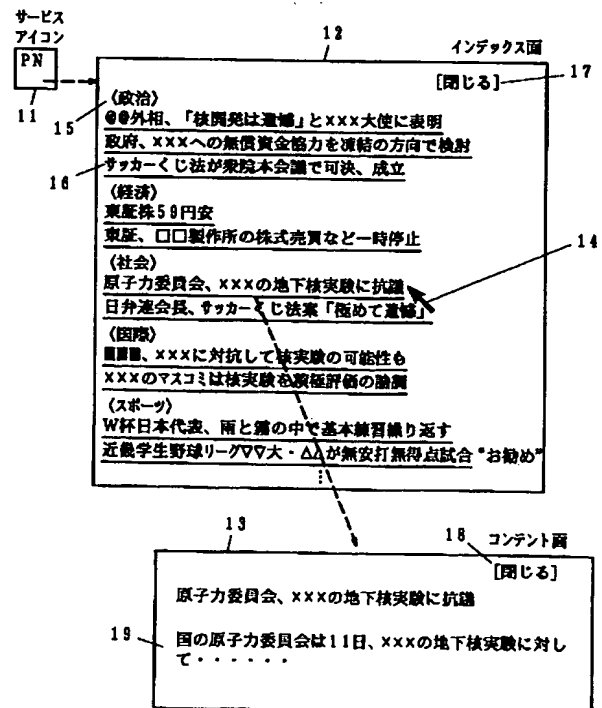 サービス
アイコン
PN
11
12
インデックス面
[閉じる]
17
15
〈政治〉
@@外相、「核開発は遺憾」と×××大使に表明
政府、×××への無償資金協力を凍結の方向で検討
16
サッカーくじ法が衆院本会議で可決、成立
〈経済〉
東証株59円安
東証、□□製作所の株式売買など一時停止
14
〈社会〉
原子力委員会、×××の地下核実験に抗議
日弁連会長、サッカーくじ法案「極めて遺憾」
〈国際〉
■■■、×××に対抗して核実験の可能性も
×××のマスコミは核実験を積極評価の論調
〈スポーツ〉
W杯日本代表、雨と霧の中で基本練習繰り返す
近畿学生野球リーグ▽▽大・△△が無安打無得点試合 “お勧め”
13
18
コンテント面
[閉じる]
原子力委員会、×××の地下核実験に抗議
19
国の原子力委員会は11日、×××の地下核実験に対し
て・・・・・・